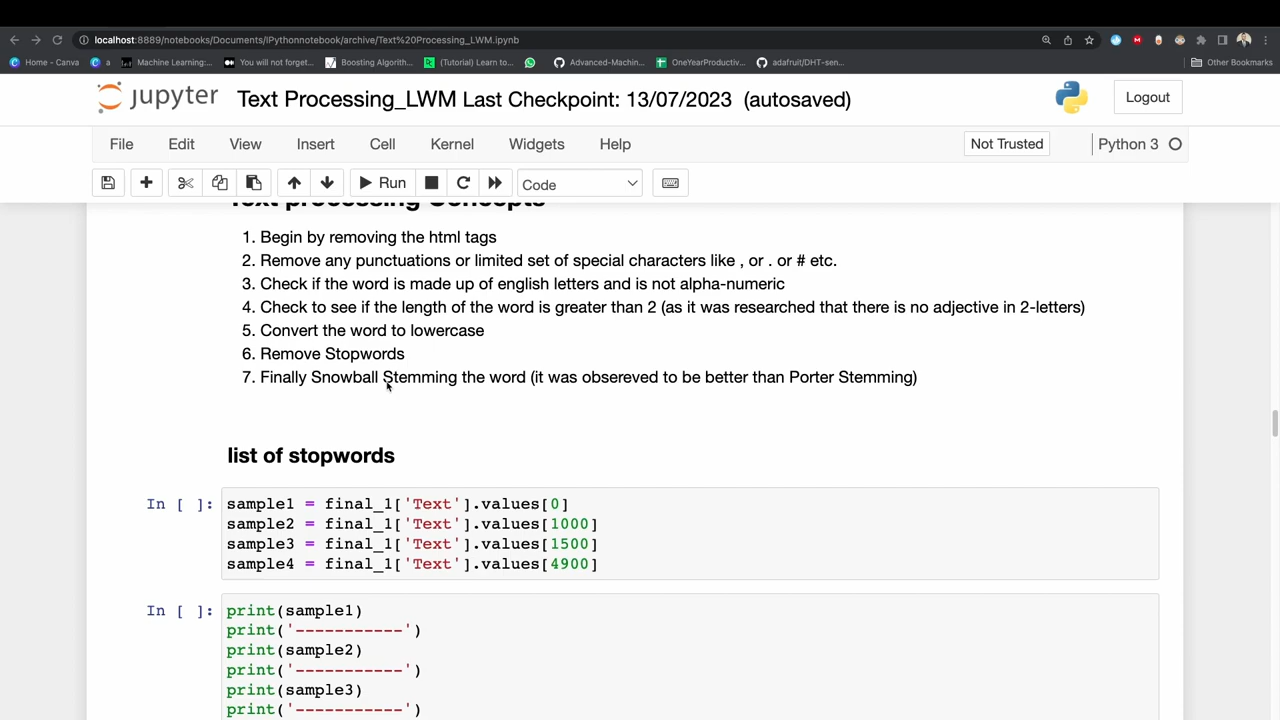 localhost:8889/notebooks/Documents/IPythonnotebook/archive/Text%20Processing_LWM.ipynb
Home - Canva a Machine Learning:... You will not forget... Boosting Algorith... (Tutorial) Learn to... Advanced-Machin... OneYearProductiv... adafruit/DHT-sen... Other Bookmarks
jupyter Text Processing_LWM Last Checkpoint: 13/07/2023 (autosaved) Logout
File Edit View Insert Cell Kernel Widgets Help Not Trusted Python 3
Run Code
Text processing Concepts
1. Begin by removing the html tags
2. Remove any punctuations or limited set of special characters like , or . or # etc.
3. Check if the word is made up of english letters and is not alpha-numeric
4. Check to see if the length of the word is greater than 2 (as it was researched that there is no adjective in 2-letters)
5. Convert the word to lowercase
6. Remove Stopwords
7. Finally Snowball Stemming the word (it was obsereved to be better than Porter Stemming)
list of stopwords
In [ ]: sample1 = final_1['Text'].values[0]
sample2 = final_1['Text'].values[1000]
sample3 = final_1['Text'].values[1500]
sample4 = final_1['Text'].values[4900]
In [ ]: print(sample1)
print('-----------')
print(sample2)
print('-----------')
print(sample3)
print('-----------')